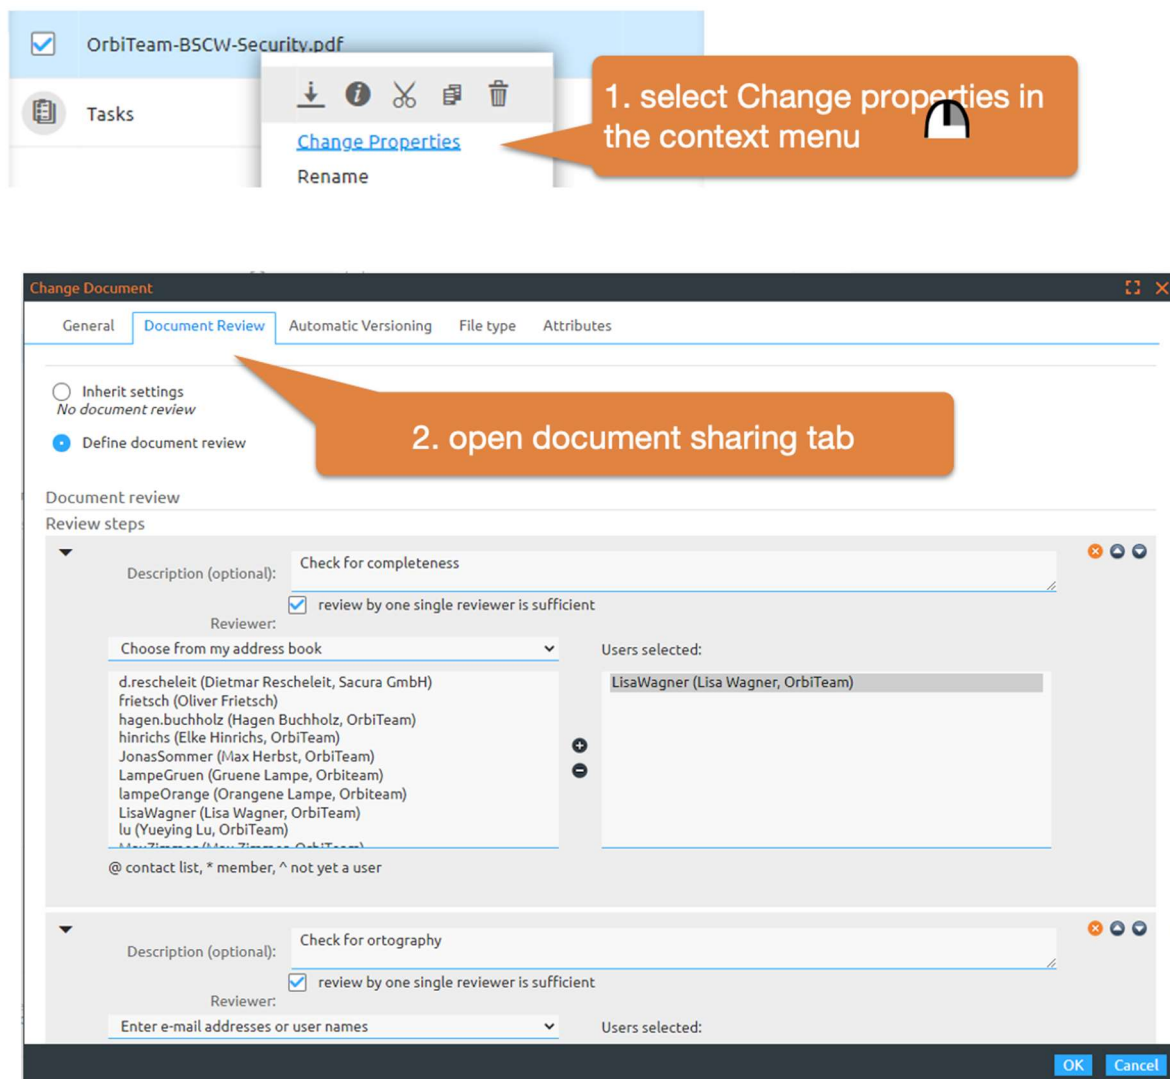 OrbiTeam-BSCW-Security.pdf
Tasks
Change Properties
Rename
1. select Change properties in
the context menu
Change Document
General Document Review Automatic Versioning File type Attributes
Inherit settings
No document review
Define document review
2. open document sharing tab
Document review
Review steps
Description (optional): Check for completeness
review by one single reviewer is sufficient
Reviewer:
Choose from my address book Users selected:
d.rescheleit (Dietmar Rescheleit, Sacura GmbH) LisaWagner (Lisa Wagner, OrbiTeam)
frietsch (Oliver Frietsch)
hagen.buchholz (Hagen Buchholz, OrbiTeam)
hinrichs (Elke Hinrichs, OrbiTeam)
JonasSommer (Max Herbst, OrbiTeam)
LampeGruen (Gruene Lampe, Orbiteam)
lampeOrange (Orangene Lampe, Orbiteam)
LisaWagner (Lisa Wagner, OrbiTeam)
lu (Yueying Lu, OrbiTeam)
@ contact list, * member, ^ not yet a user
Description (optional): Check for ortography
review by one single reviewer is sufficient
Reviewer:
Enter e-mail addresses or user names Users selected:
OK Cancel